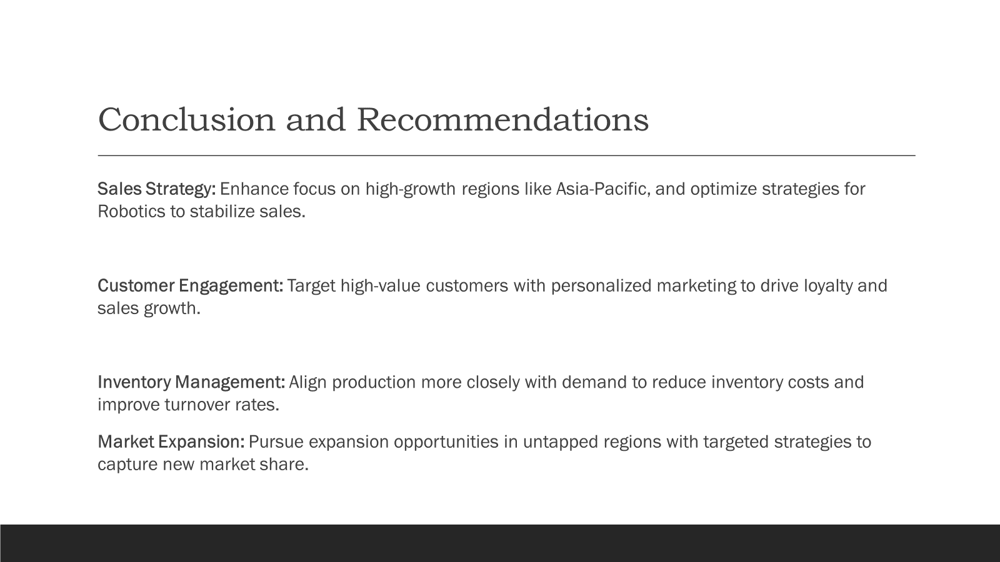 Conclusion and Recommendations
Sales Strategy: Enhance focus on high-growth regions like Asia-Pacific, and optimize strategies for
Robotics to stabilize sales.
Customer Engagement: Target high-value customers with personalized marketing to drive loyalty and
sales growth.
Inventory Management: Align production more closely with demand to reduce inventory costs and
improve turnover rates.
Market Expansion: Pursue expansion opportunities in untapped regions with targeted strategies to
capture new market share.